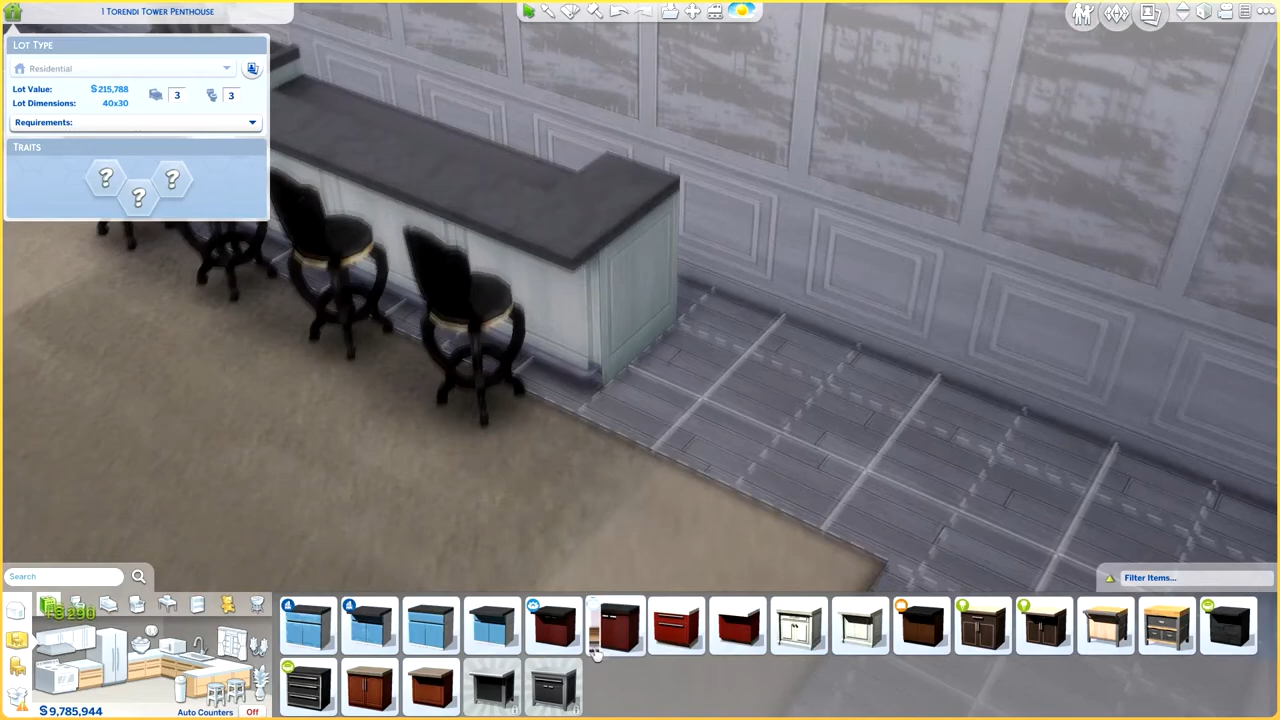 1 Torendi Tower Penthouse
Lot Type
Residential
Lot Value: §215,788 3 3
Lot Dimensions: 40x30
Requirements:
Traits
? ? ?
Search
Filter Items...
+§290
§9,785,944
Auto Counters Off